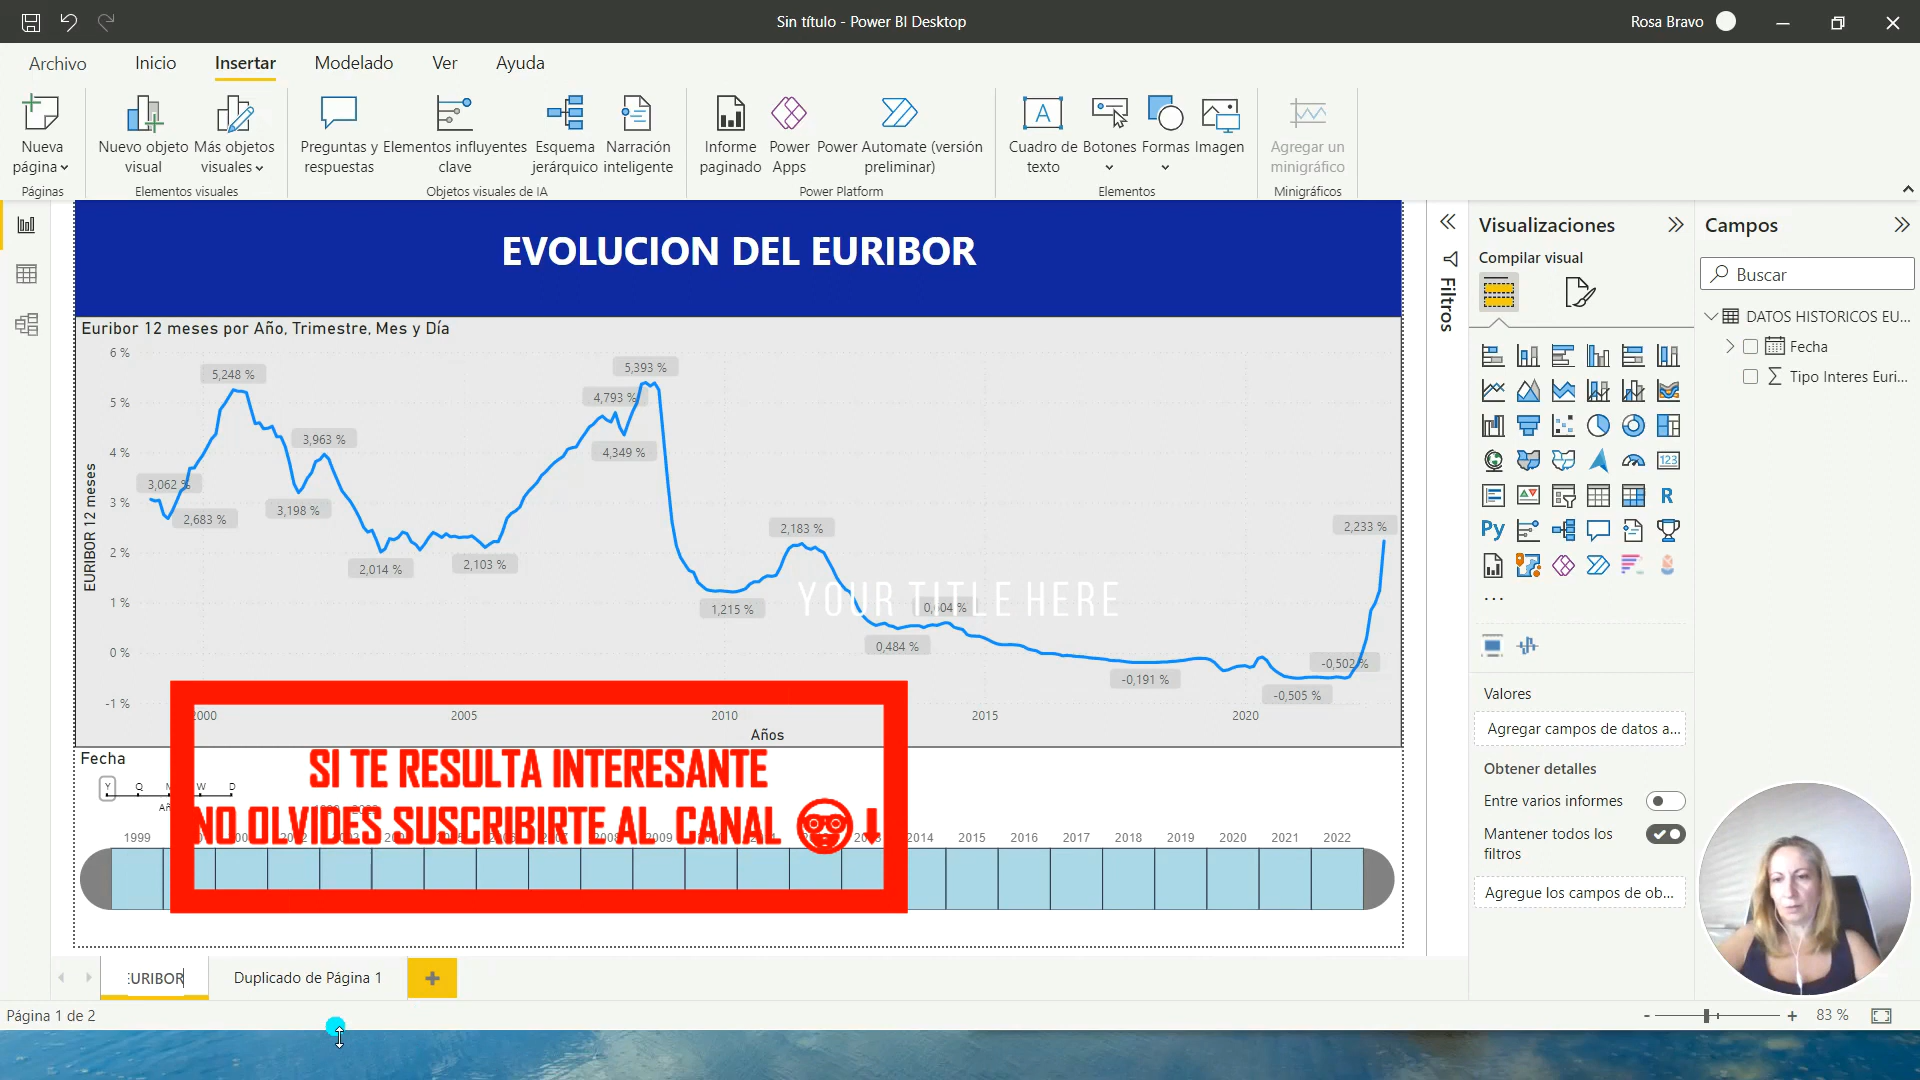 Sin título - Power BI Desktop
Rosa Bravo
Archivo Inicio Insertar Modelado Ver Ayuda
Nueva página
Nuevo objeto visual
Más objetos visuales
Preguntas y respuestas
Elementos influyentes clave
Esquema jerárquico
Narración inteligente
Informe paginado
Power Apps
Power Automate (versión preliminar)
Cuadro de texto
Botones
Formas
Imagen
Agregar un minigráfico
Páginas
Elementos visuales
Objetos visuales de IA
Power Platform
Elementos
Minigráficos
EVOLUCION DEL EURIBOR
Euribor 12 meses por Año, Trimestre, Mes y Día
EURIBOR 12 meses
6 %
5 %
4 %
3 %
2 %
1 %
0 %
-1 %
3,062 %
2,683 %
5,248 %
3,198 %
3,963 %
2,014 %
2,103 %
4,793 %
4,349 %
5,393 %
1,215 %
2,183 %
0,484 %
0,604 %
-0,191 %
-0,505 %
-0,502 %
2,233 %
YOUR TITLE HERE
2000 2005 2010 2015 2020
Años
Fecha
Y Q M W D
SI TE RESULTA INTERESANTE
NO OLVIDES SUSCRIBIRTE AL CANAL
1999
2014 2015 2016 2017 2018 2019 2020 2021 2022
EURIBOR
Duplicado de Página 1
Página 1 de 2
83 %
Filtros
Visualizaciones
Compilar visual
R
Py
123
Valores
Agregar campos de datos a...
Obtener detalles
Entre varios informes
Mantener todos los filtros
Agregue los campos de ob...
Campos
Buscar
DATOS HISTORICOS EU...
Fecha
Tipo Interes Euri...